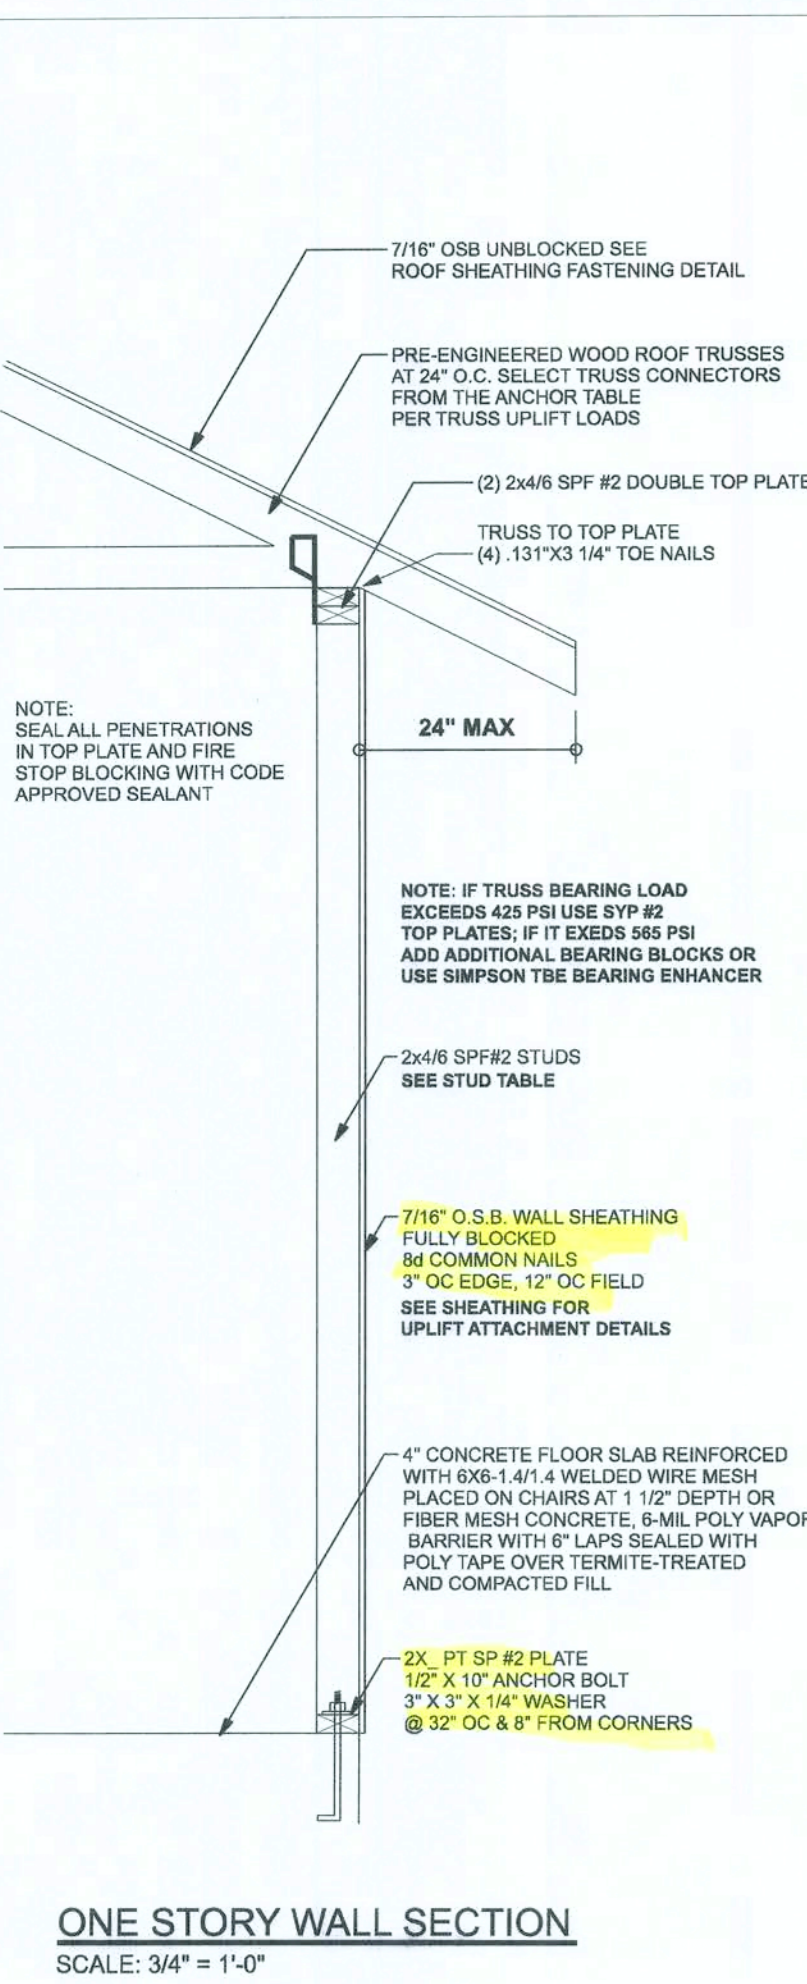 7/16" OSB UNBLOCKED SEE
ROOF SHEATHING FASTENING DETAIL
PRE-ENGINEERED WOOD ROOF TRUSSES
AT 24" O.C. SELECT TRUSS CONNECTORS
FROM THE ANCHOR TABLE
PER TRUSS UPLIFT LOADS
(2) 2x4/6 SPF #2 DOUBLE TOP PLATE
TRUSS TO TOP PLATE
(4) .131"X3 1/4" TOE NAILS
NOTE:
SEAL ALL PENETRATIONS
IN TOP PLATE AND FIRE
STOP BLOCKING WITH CODE
APPROVED SEALANT
24" MAX
NOTE: IF TRUSS BEARING LOAD
EXCEEDS 425 PSI USE SYP #2
TOP PLATES; IF IT EXEDS 565 PSI
ADD ADDITIONAL BEARING BLOCKS OR
USE SIMPSON TBE BEARING ENHANCER
2x4/6 SPF#2 STUDS
SEE STUD TABLE
7/16" O.S.B. WALL SHEATHING
FULLY BLOCKED
8d COMMON NAILS
3" OC EDGE, 12" OC FIELD
SEE SHEATHING FOR
UPLIFT ATTACHMENT DETAILS
4" CONCRETE FLOOR SLAB REINFORCED
WITH 6X6-1.4/1.4 WELDED WIRE MESH
PLACED ON CHAIRS AT 1 1/2" DEPTH OR
FIBER MESH CONCRETE, 6-MIL POLY VAPOR
BARRIER WITH 6" LAPS SEALED WITH
POLY TAPE OVER TERMITE-TREATED
AND COMPACTED FILL
2X_ PT SP #2 PLATE
1/2" X 10" ANCHOR BOLT
3" X 3" X 1/4" WASHER
@ 32" OC & 8" FROM CORNERS
ONE STORY WALL SECTION
SCALE: 3/4" = 1'-0"